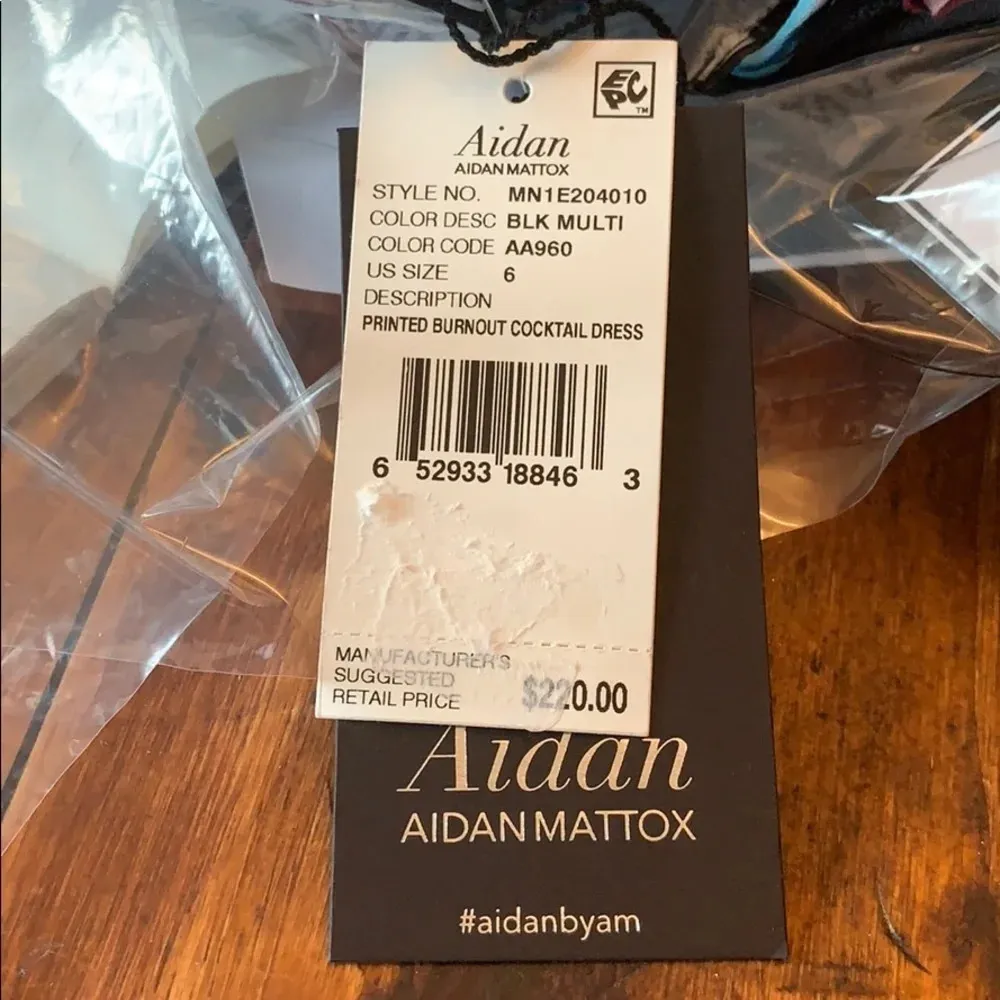 EPC
TM
Aidan
AIDAN MATTOX
STYLE NO. MN1E204010
COLOR DESC BLK MULTI
COLOR CODE AA960
US SIZE 6
DESCRIPTION
PRINTED BURNOUT COCKTAIL DRESS
6 52933 18846 3
MANUFACTURER'S
SUGGESTED
RETAIL PRICE $220.00
Aidan
AIDAN MATTOX
#aidanbyam